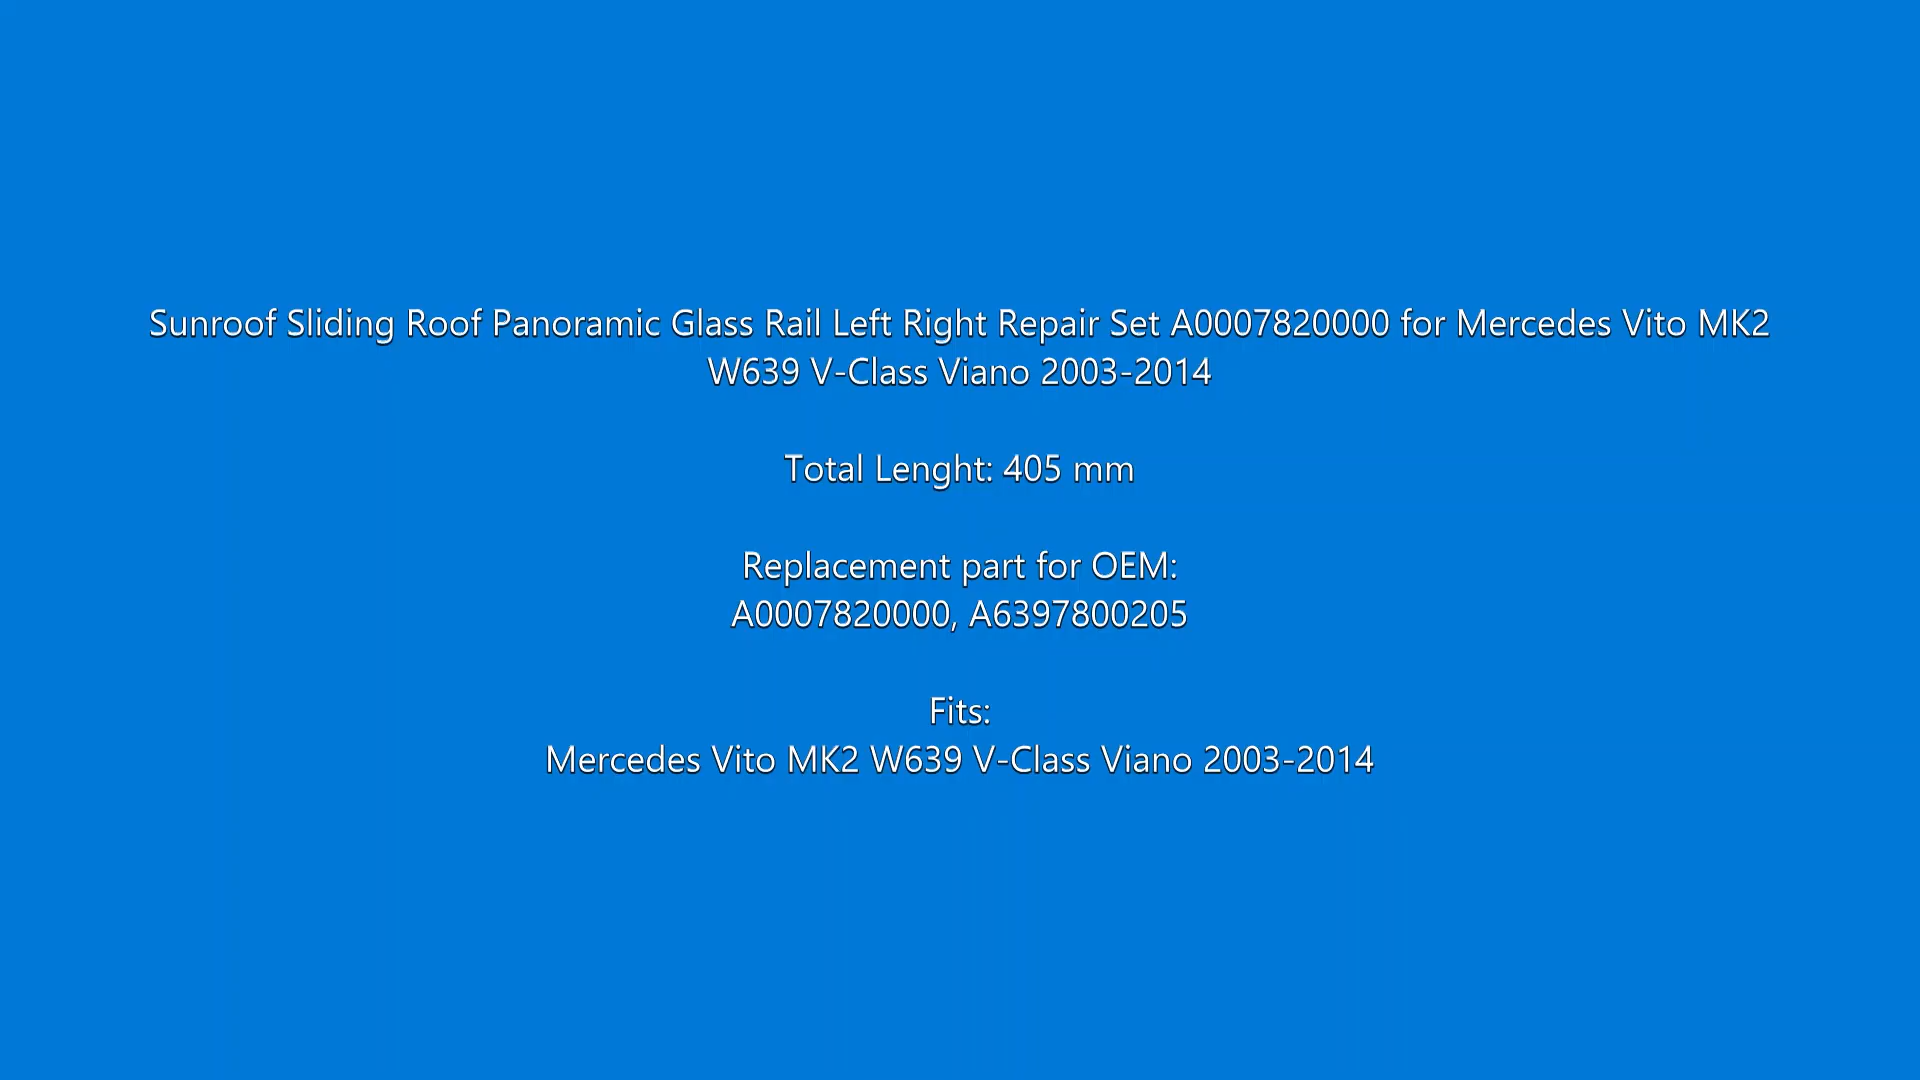 Sunroof Sliding Roof Panoramic Glass Rail Left Right Repair Set A0007820000 for Mercedes Vito MK2
W639 V-Class Viano 2003-2014
Total Lenght: 405 mm
Replacement part for OEM:
A0007820000, A6397800205
Fits:
Mercedes Vito MK2 W639 V-Class Viano 2003-2014